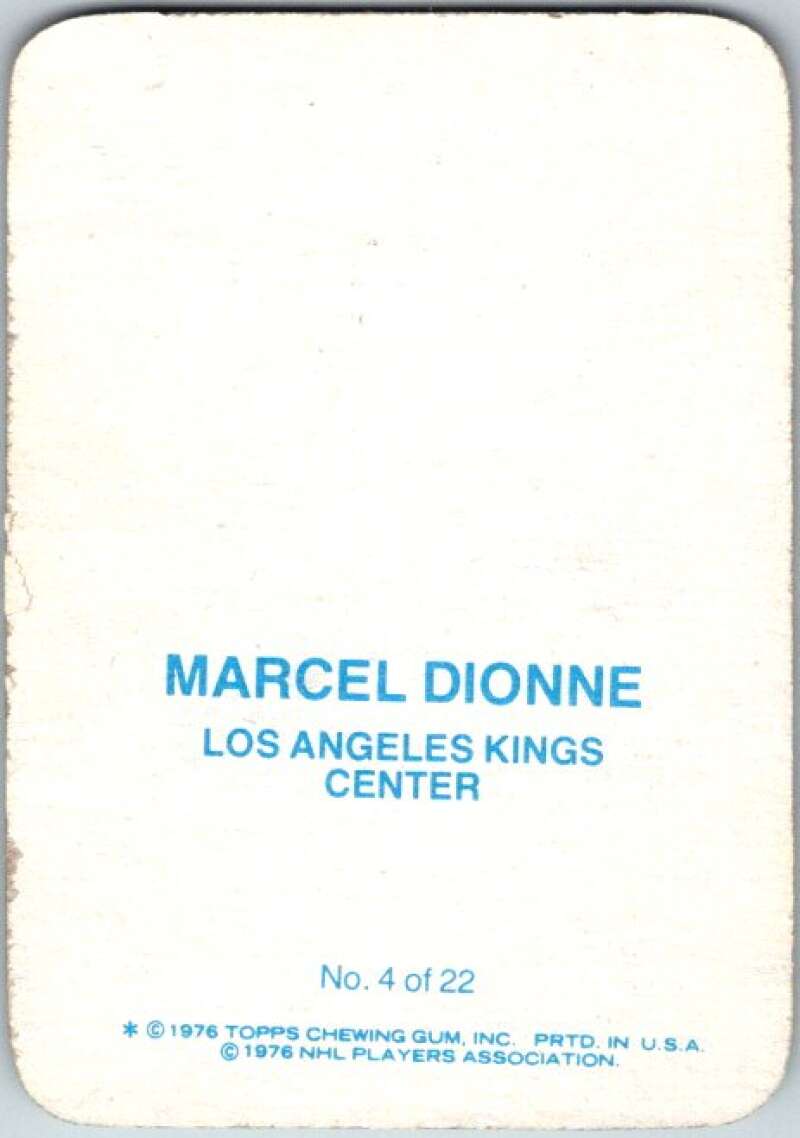 MARCEL DIONNE
LOS ANGELES KINGS
CENTER
No. 4 of 22
* © 1976 TOPPS CHEWING GUM, INC. PRTD. IN U.S.A.
© 1976 NHL PLAYERS ASSOCIATION.